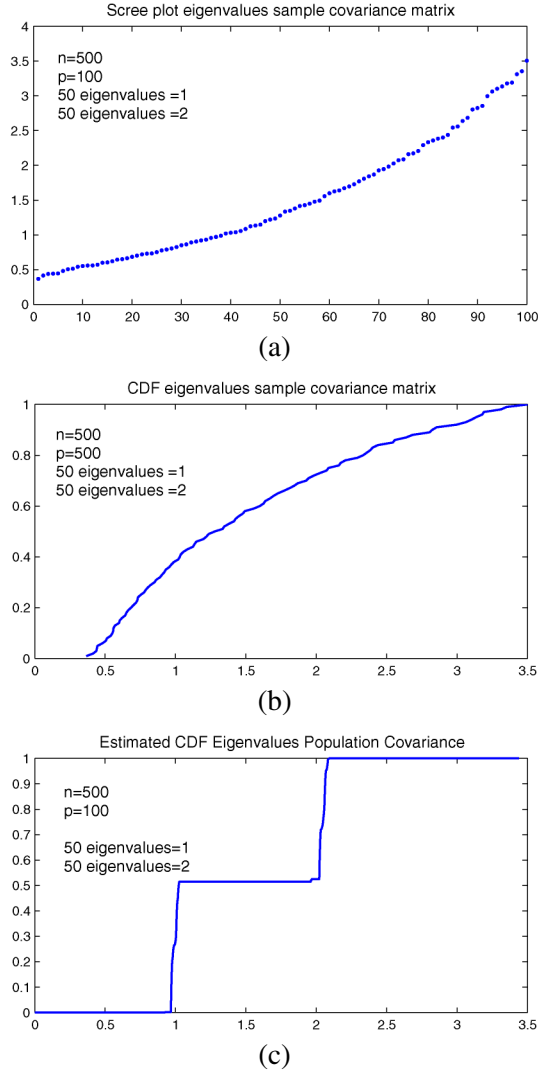 Scree plot eigenvalues sample covariance matrix
4
3.5
3
2.5
2
1.5
1
0.5
0
n=500
p=100
50 eigenvalues =1
50 eigenvalues =2
0 10 20 30 40 50 60 70 80 90 100
(a)
CDF eigenvalues sample covariance matrix
1
0.8
0.6
0.4
0.2
0
n=500
p=500
50 eigenvalues =1
50 eigenvalues =2
0 0.5 1 1.5 2 2.5 3 3.5
(b)
Estimated CDF Eigenvalues Population Covariance
1
0.9
0.8
0.7
0.6
0.5
0.4
0.3
0.2
0.1
0
n=500
p=100
50 eigenvalues=1
50 eigenvalues=2
0 0.5 1 1.5 2 2.5 3 3.5
(c)